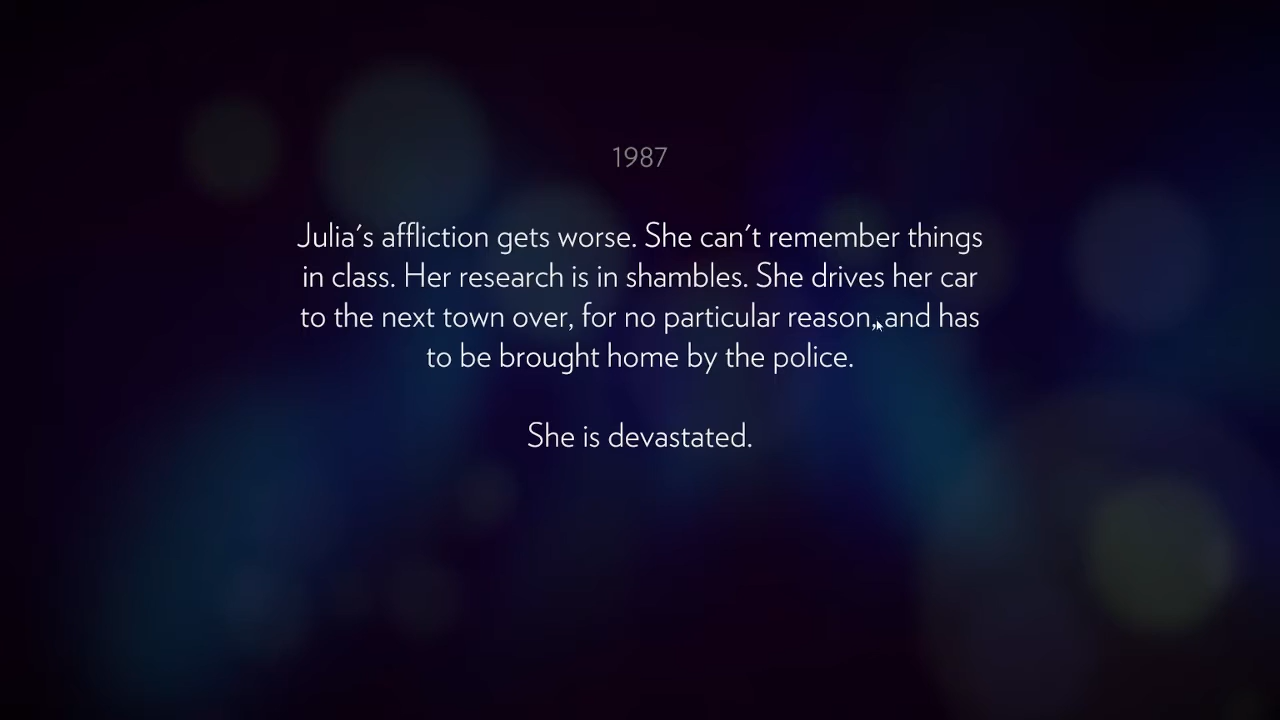 1987
Julia's affliction gets worse. She can't remember things
in class. Her research is in shambles. She drives her car
to the next town over, for no particular reason, and has
to be brought home by the police.
She is devastated.